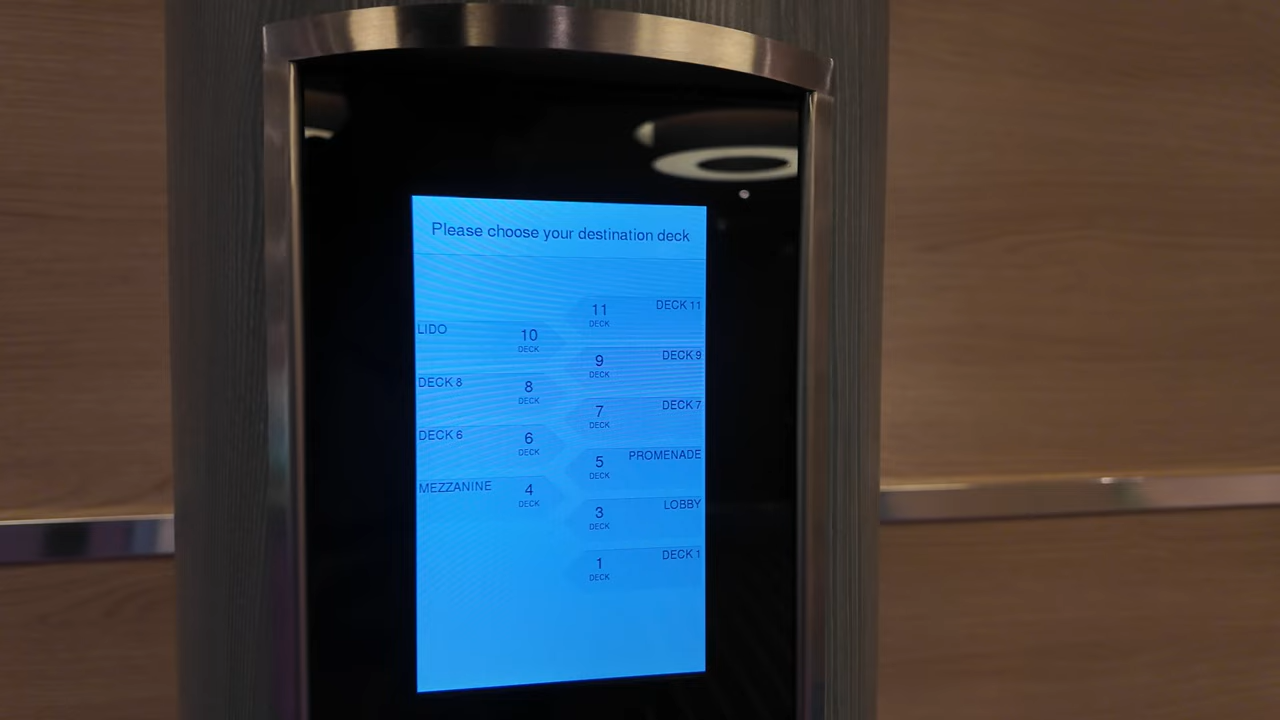 Please choose your destination deck
11
DECK
DECK 11
LIDO
10
DECK
9
DECK
DECK 9
DECK 8
8
DECK
7
DECK
DECK 7
DECK 6
6
DECK
5
DECK
PROMENADE
MEZZANINE
4
DECK
3
DECK
LOBBY
1
DECK
DECK 1